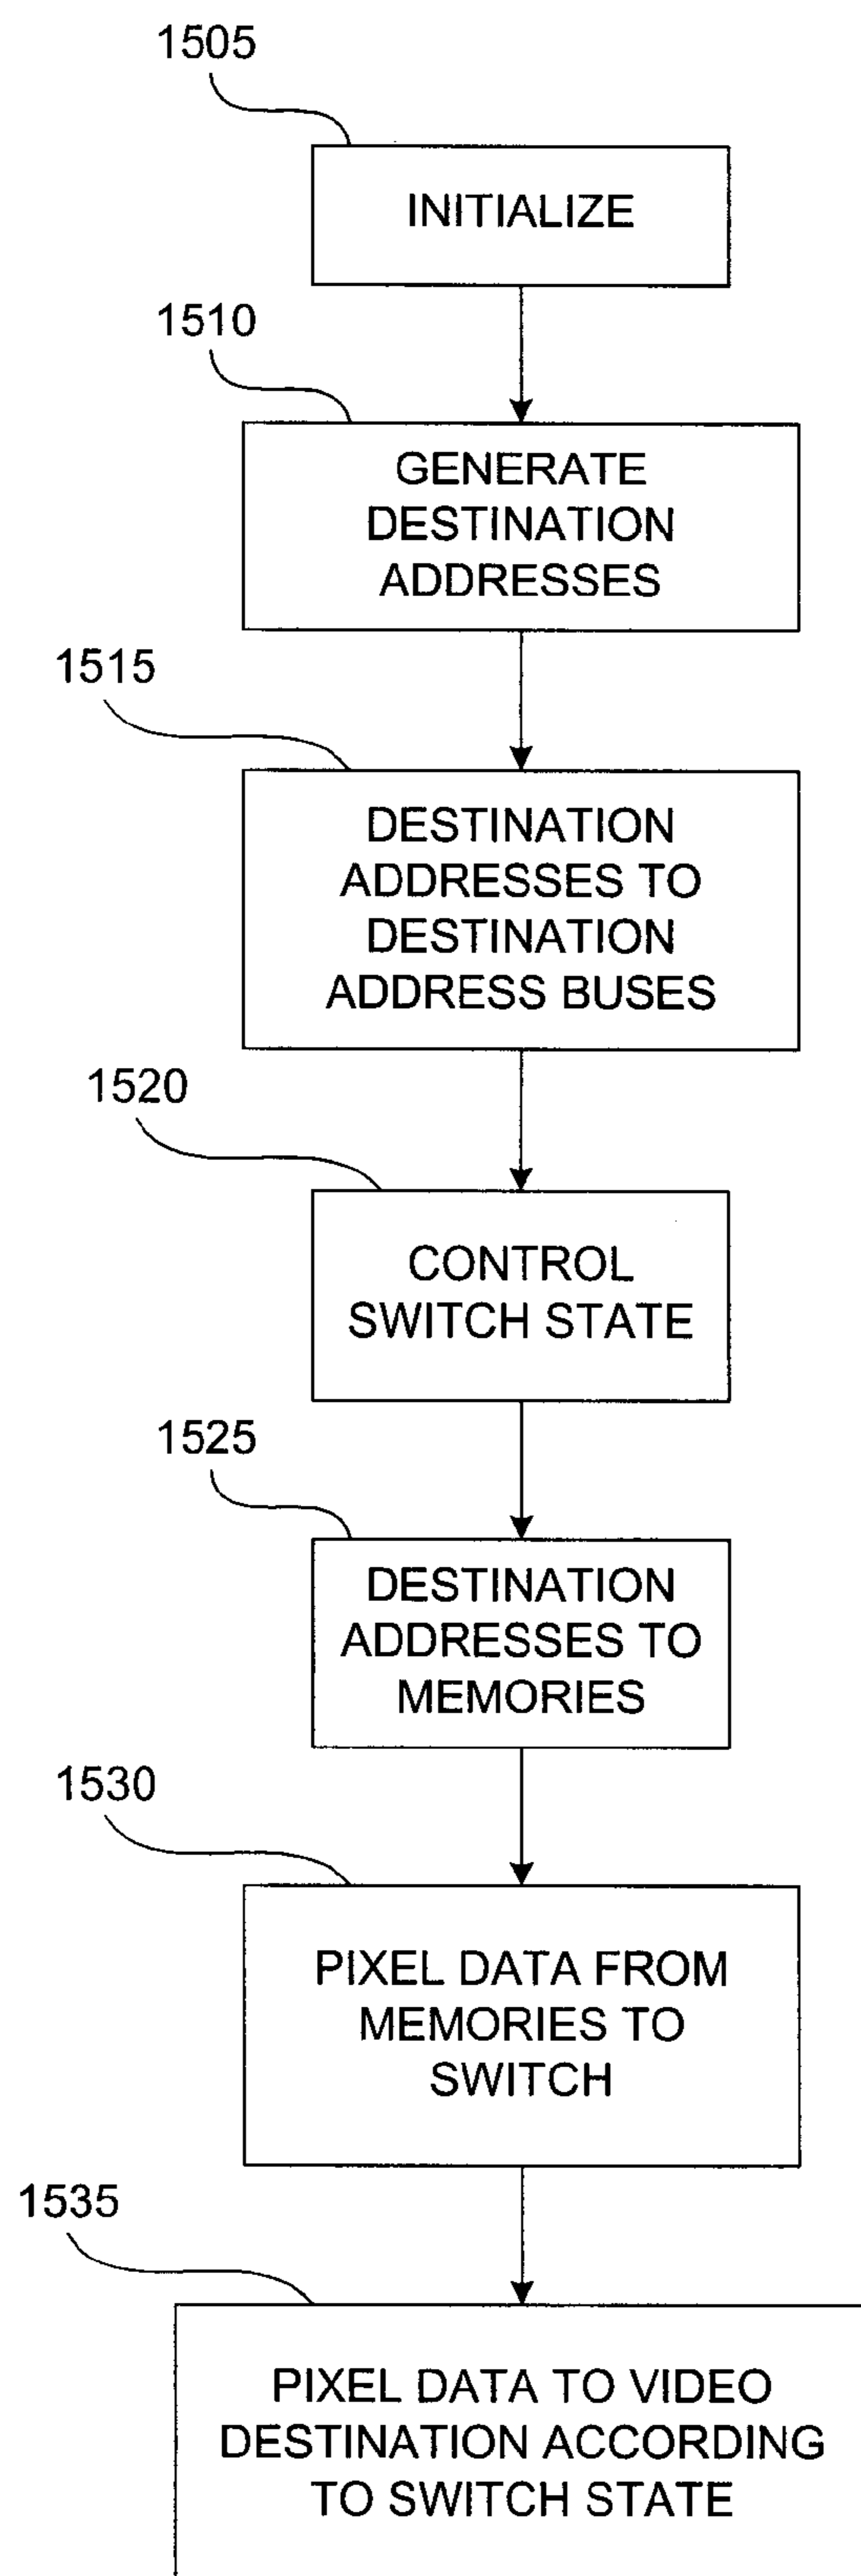 1505
INITIALIZE
1510
GENERATE
DESTINATION
ADDRESSES
1515
DESTINATION
ADDRESSES TO
DESTINATION
ADDRESS BUSES
1520
CONTROL
SWITCH STATE
1525
DESTINATION
ADDRESSES TO
MEMORIES
1530
PIXEL DATA FROM
MEMORIES TO
SWITCH
1535
PIXEL DATA TO VIDEO
DESTINATION ACCORDING
TO SWITCH STATE